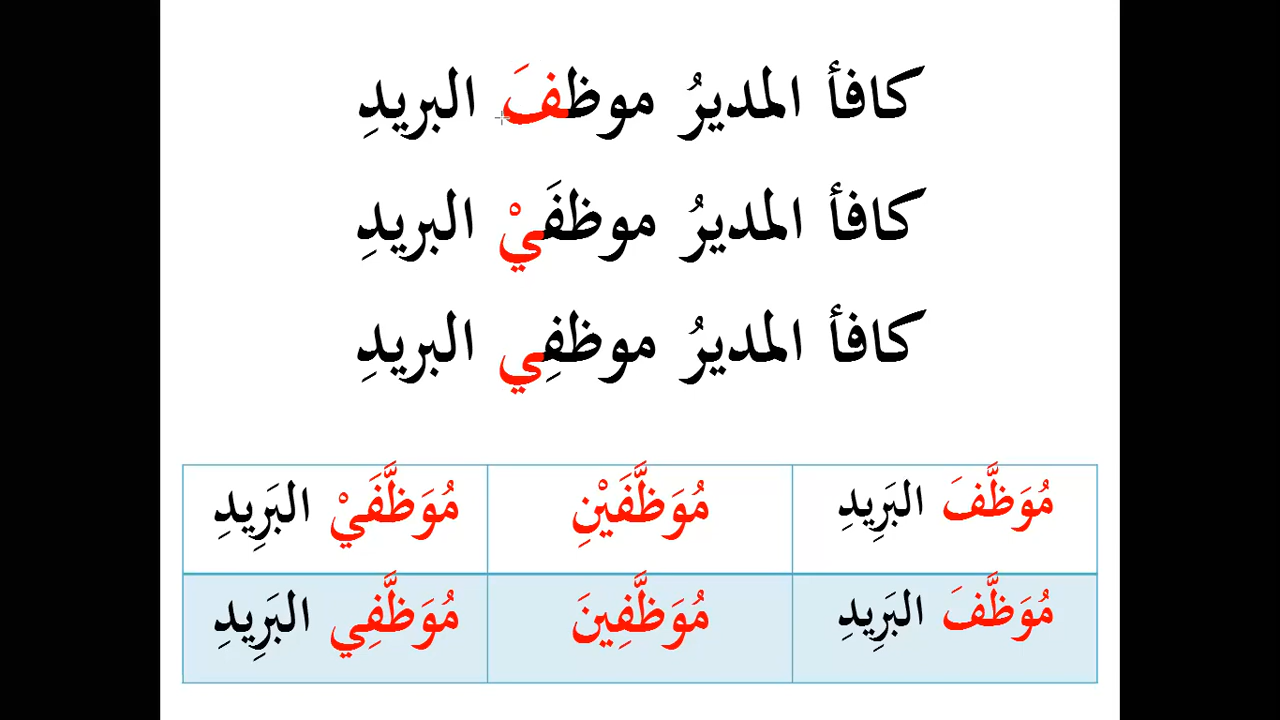 كافأ المديرُ موظفَ البريدِ
كافأ المديرُ موظفَيْ البريدِ
كافأ المديرُ موظفِي البريدِ
مُوَظَّفَ البَرِيدِ مُوَظَّفَيْنِ مُوَظَّفَيْ البَرِيدِ
مُوَظَّفَ البَرِيدِ مُوَظَّفِينَ مُوَظَّفِي البَرِيدِ